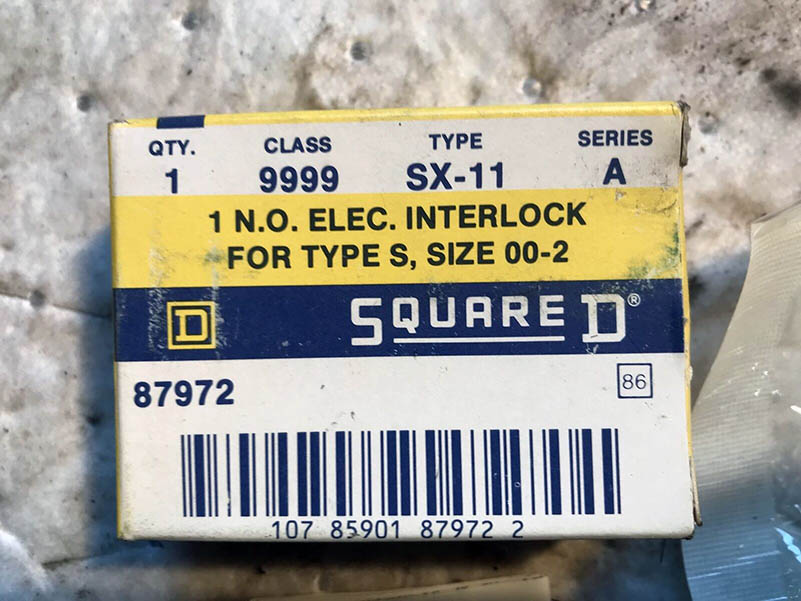 QTY. CLASS TYPE SERIES
1 9999 SX-11 A
1 N.O. ELEC. INTERLOCK
FOR TYPE S, SIZE 00-2
D SQUARE D®
87972 86
107 85901 87972 2